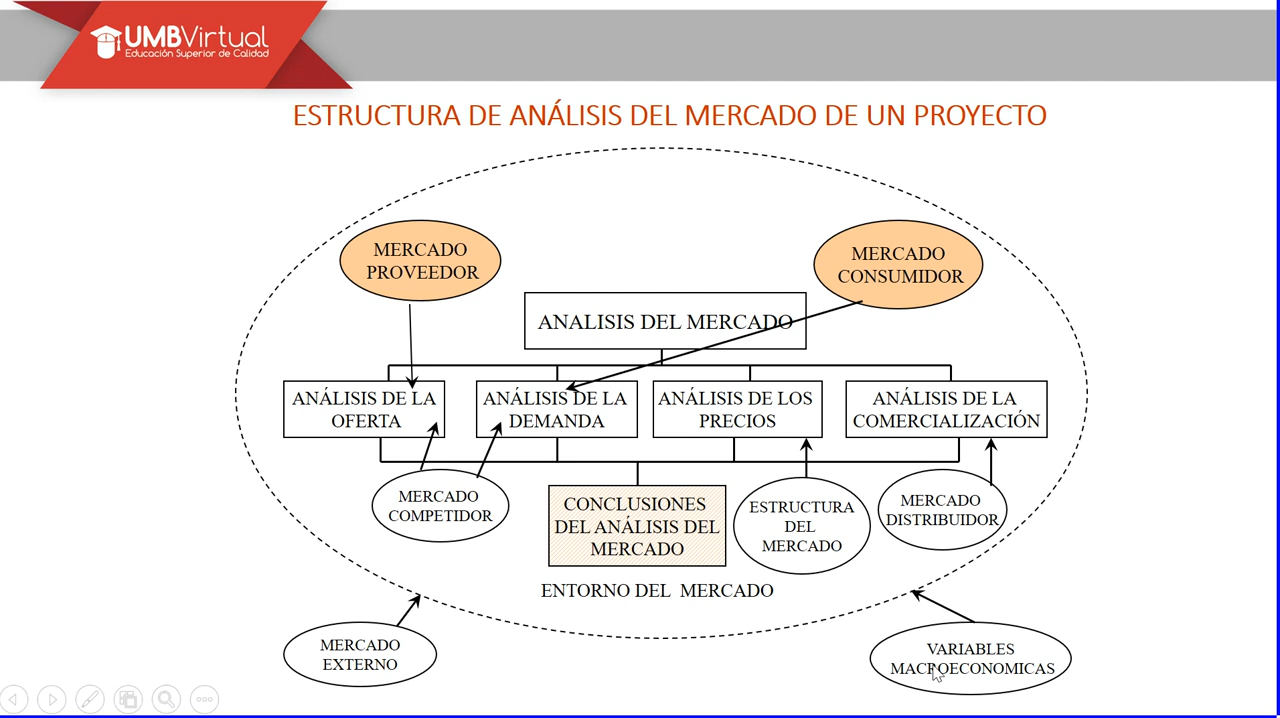 UMBVirtual
Educación Superior de Calidad
ESTRUCTURA DE ANÁLISIS DEL MERCADO DE UN PROYECTO
MERCADO
PROVEEDOR
MERCADO
CONSUMIDOR
ANALISIS DEL MERCADO
ANÁLISIS DE LA
OFERTA
ANÁLISIS DE LA
DEMANDA
ANÁLISIS DE LOS
PRECIOS
ANÁLISIS DE LA
COMERCIALIZACIÓN
MERCADO
COMPETIDOR
CONCLUSIONES
DEL ANÁLISIS DEL
MERCADO
ESTRUCTURA
DEL
MERCADO
MERCADO
DISTRIBUIDOR
ENTORNO DEL MERCADO
MERCADO
EXTERNO
VARIABLES
MACROECONOMICAS